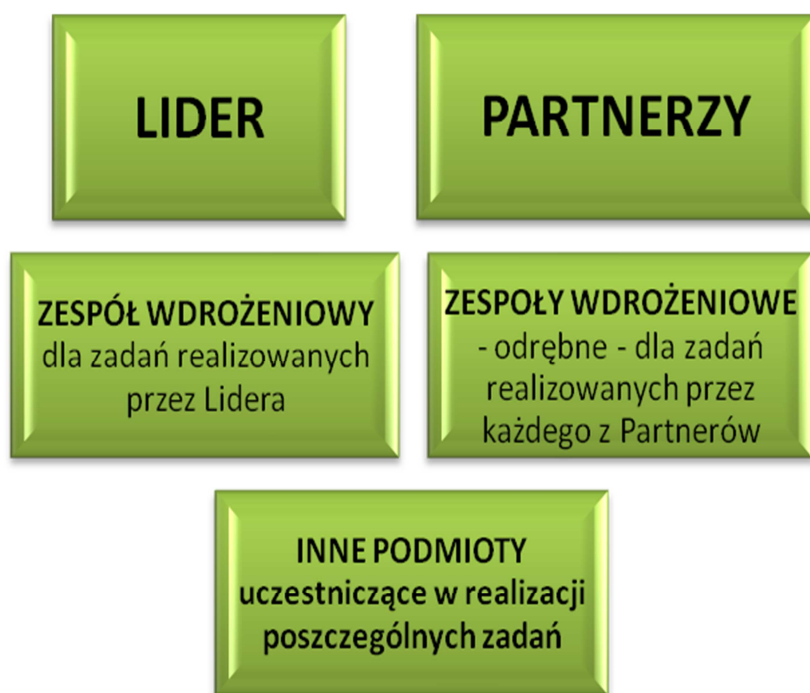 LIDER
PARTNERZY
ZESPÓŁ WDROŻENIOWY
dla zadań realizowanych
przez Lidera
ZESPOŁY WDROŻENIOWE
- odrębne - dla zadań
realizowanych przez
każdego z Partnerów
INNE PODMIOTY
uczestniczące w realizacji
poszczególnych zadań